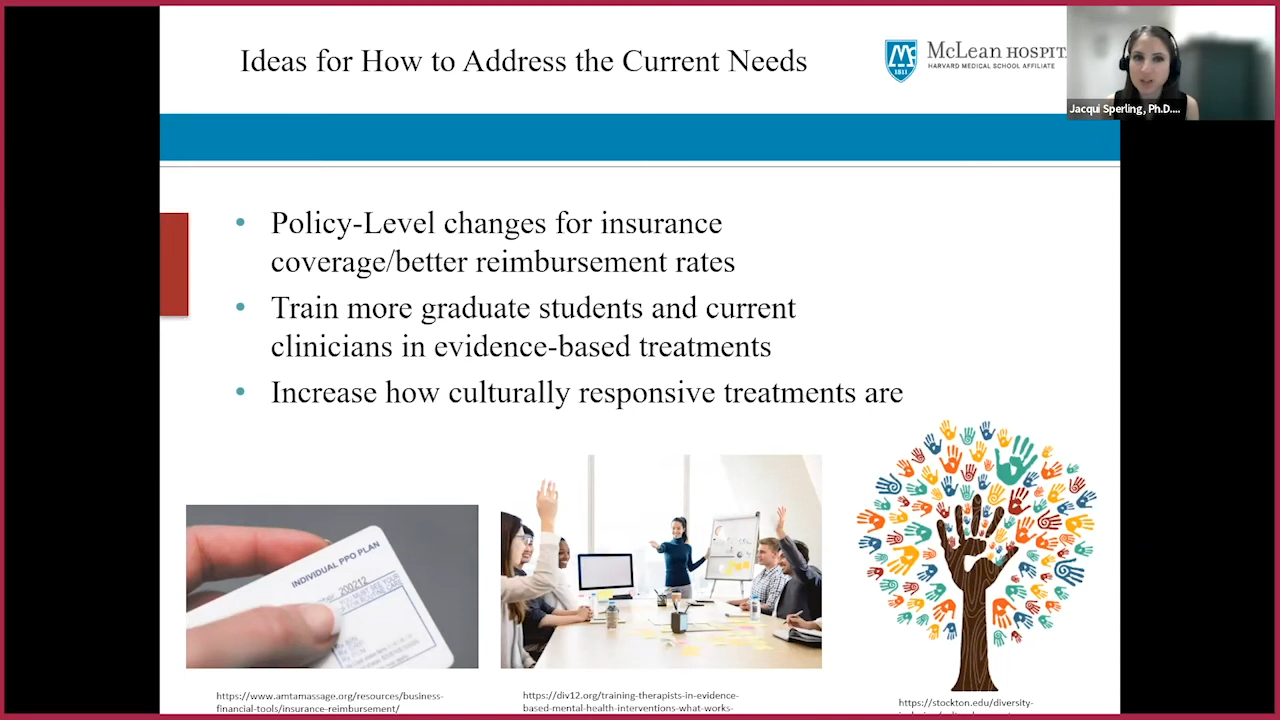 Ideas for How to Address the Current Needs
McLean HOSPIT
HARVARD MEDICAL SCHOOL AFFILIATE
1811
Jacqui Sperling, Ph.D....
• Policy-Level changes for insurance
coverage/better reimbursement rates
• Train more graduate students and current
clinicians in evidence-based treatments
• Increase how culturally responsive treatments are
INDIVIDUAL PPO PLAN
200212
https://www.amtamassage.org/resources/business-
financial-tools/insurance-reimbursement/
https://div12.org/training-therapists-in-evidence-
based-mental-health-interventions-what-works-
https://stockton.edu/diversity-